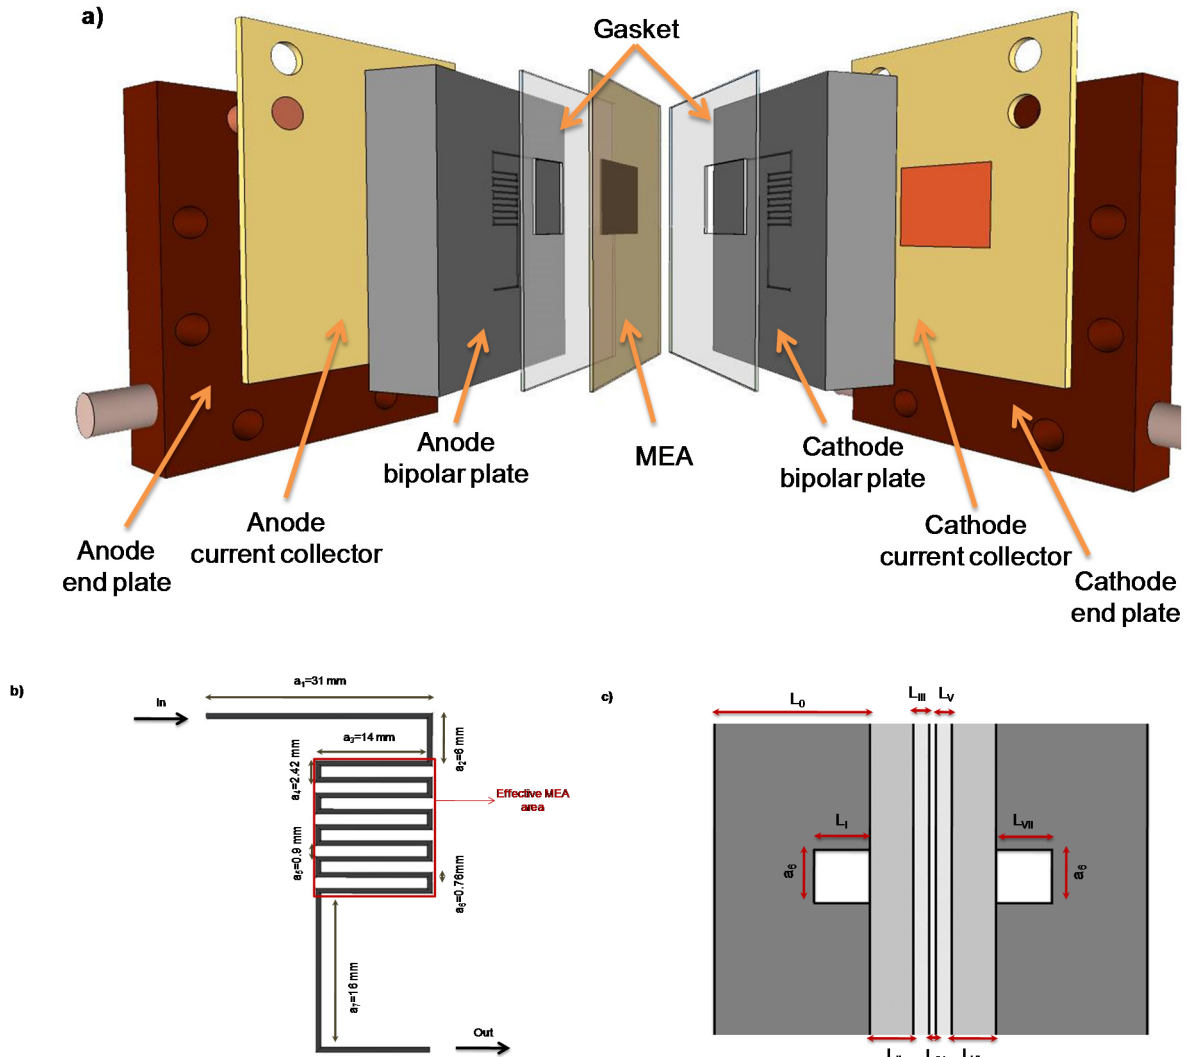 a)
Gasket
Anode
bipolar plate
MEA
Cathode
bipolar plate
Anode
current collector
Cathode
current collector
Anode
end plate
Cathode
end plate
b)
In
a1=31 mm
a3=14 mm
a2=6 mm
a4=2.42 mm
Effective MEA
area
a5=0.9 mm
a6=0.76mm
a7=16 mm
Out
c)
L0
LIII
LV
LI
LVII
a6
a6